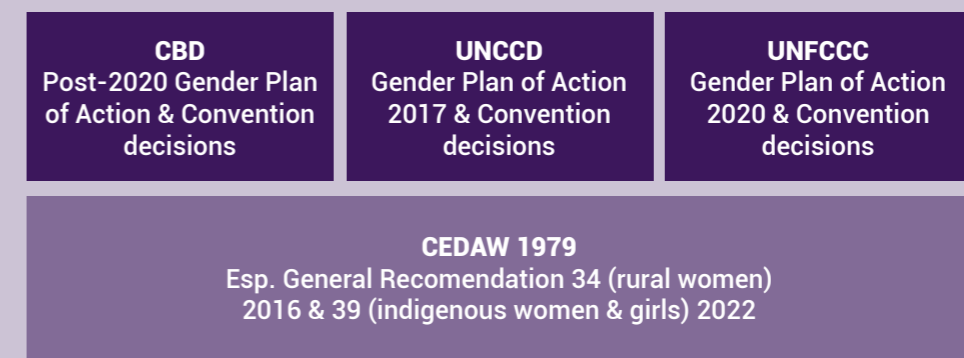 CBD
Post-2020 Gender Plan
of Action & Convention
decisions
UNCCD
Gender Plan of Action
2017 & Convention
decisions
UNFCCC
Gender Plan of Action
2020 & Convention
decisions
CEDAW 1979
Esp. General Recomendation 34 (rural women)
2016 & 39 (indigenous women & girls) 2022